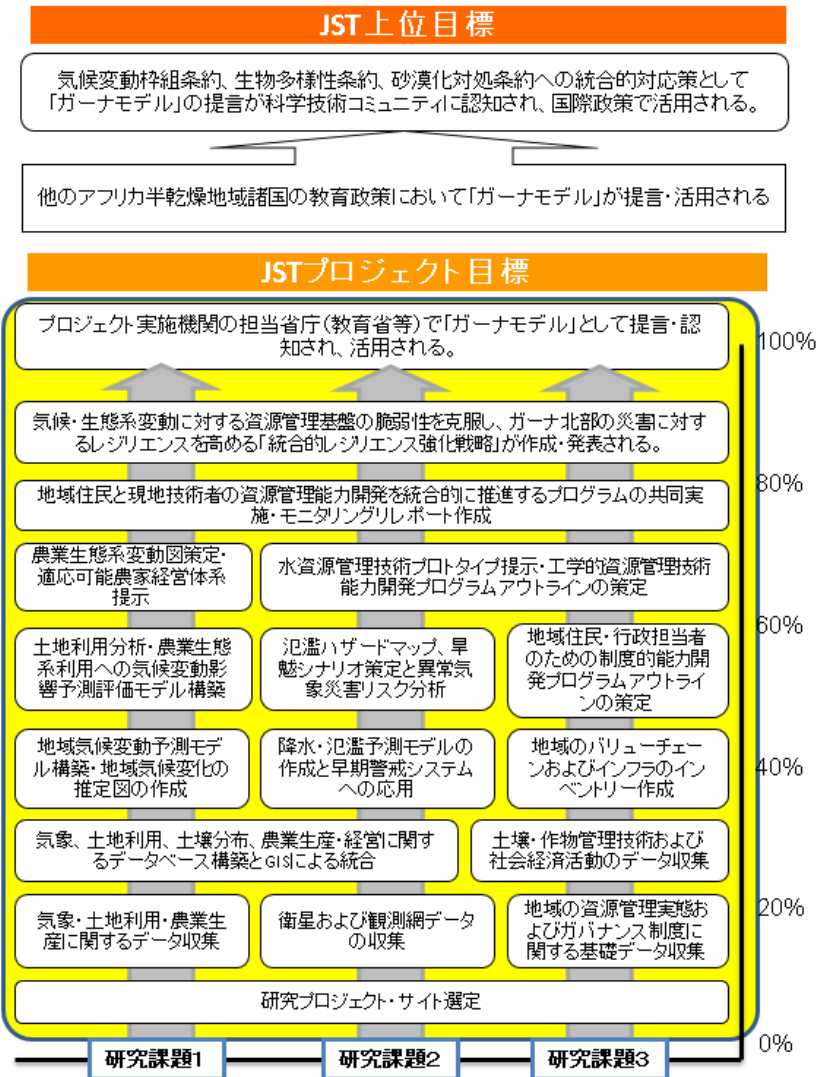 JST上位目標
気候変動枠組条約、生物多様性条約、砂漠化対処条約への統合的対応策として
「ガーナモデル」の提言が科学技術コミュニティに認知され、国際政策で活用される。
他のアフリカ半乾燥地域諸国の教育政策において「ガーナモデル」が提言・活用される
JSTプロジェクト目標
プロジェクト実施機関の担当省庁(教育省等)で「ガーナモデル」として提言・認
知され、活用される。
100%
気候・生態系変動に対する資源管理基盤の脆弱性を克服し、ガーナ北部の災害に対す
るレジリエンスを高める「統合的レジリエンス強化戦略」が作成・発表される。
80%
地域住民と現地技術者の資源管理能力開発を統合的に推進するプログラムの共同実
施・モニタリングリレポート作成
農業生態系変動図策定・
適応可能農家経営体系
提示
水資源管理技術プロトタイプ提示・工学的資源管理技術
能力開発プログラムアウトラインの策定
60%
土地利用分析・農業生態
系利用への気候変動影
響予測評価モデル構築
氾濫ハザードマップ、旱
魃シナリオ策定と異常気
象災害リスク分析
地域住民・行政担当者
のための制度的能力開
発プログラムアウトライ
ンの策定
地域気候変動予測モデ
ル構築・地域気候変化の
推定図の作成
降水・氾濫予測モデルの
作成と早期警戒システム
への応用
地域のバリューチェー
ンおよびインフラのイン
ベントリー作成
40%
気象、土地利用、土壌分布、農業生産・経営に関す
るデータベース構築とGISによる統合
土壌・作物管理技術および
社会経済活動のデータ収集
20%
気象・土地利用・農業生
産に関するデータ収集
衛星および観測網データ
の収集
地域の資源管理実態お
よびガバナンス制度に
関する基礎データ収集
研究プロジェクト・サイト選定
0%
研究課題1
研究課題2
研究課題3